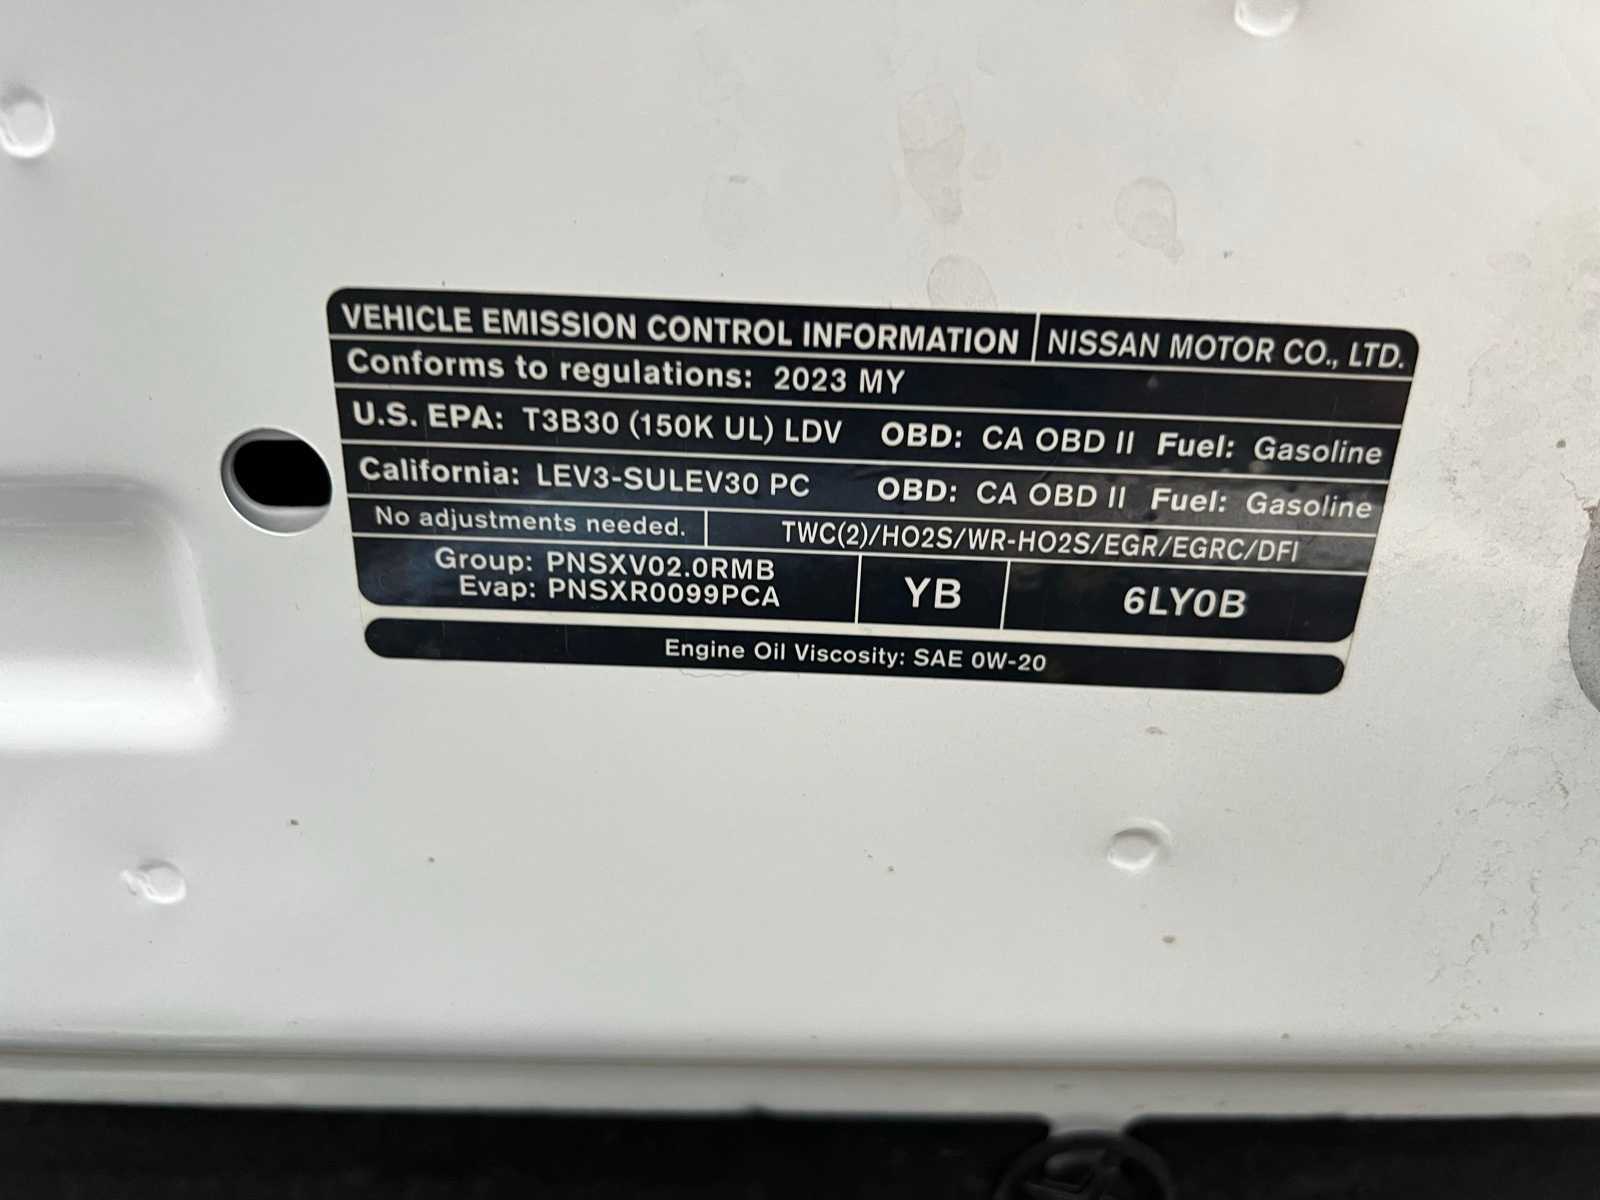 VEHICLE EMISSION CONTROL INFORMATION NISSAN MOTOR CO., LTD.
Conforms to regulations: 2023 MY
U.S. EPA: T3B30 (150K UL) LDV OBD: CA OBD II Fuel: Gasoline
California: LEV3-SULEV30 PC OBD: CA OBD II Fuel: Gasoline
No adjustments needed. TWC(2)/HO2S/WR-HO2S/EGR/EGRC/DFI
Group: PNSXV02.0RMB
Evap: PNSXR0099PCA
YB
6LY0B
Engine Oil Viscosity: SAE 0W-20